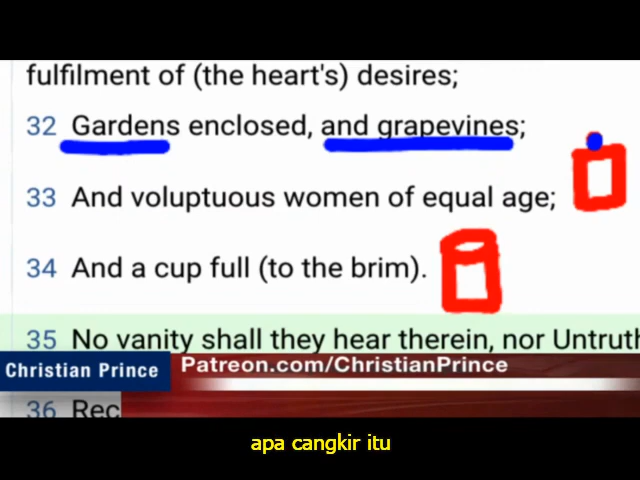 fulfilment of (the heart's) desires;
32 Gardens enclosed, and grapevines;
33 And voluptuous women of equal age;
34 And a cup full (to the brim).
35 No vanity shall they hear therein, nor Untruth
Christian Prince
Patreon.com/ChristianPrince
36 Rec
apa cangkir itu